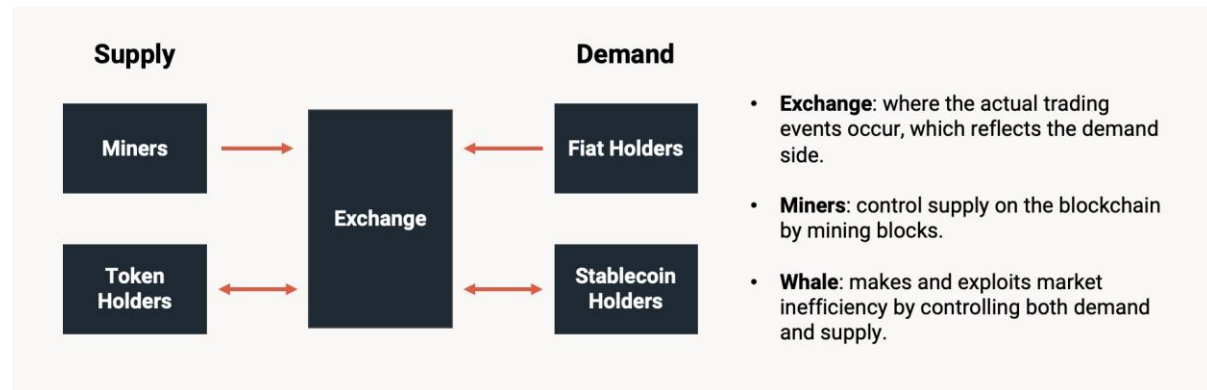 Supply
Demand
Miners
Fiat Holders
Exchange
Token
Holders
Stablecoin
Holders
• Exchange: where the actual trading
events occur, which reflects the demand
side.
• Miners: control supply on the blockchain
by mining blocks.
• Whale: makes and exploits market
inefficiency by controlling both demand
and supply.